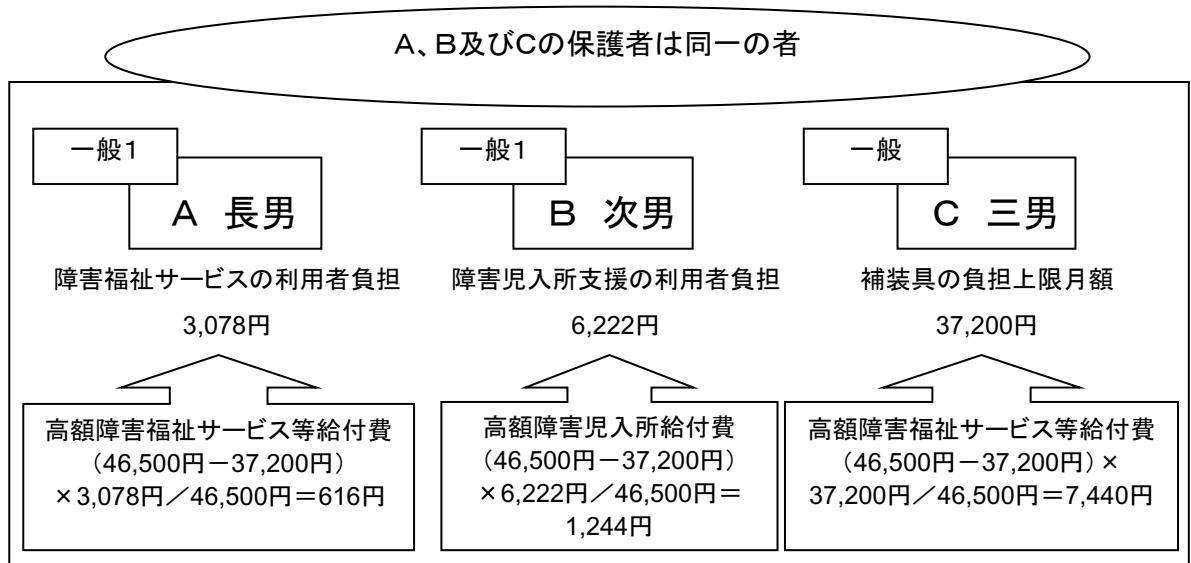 A、B及びCの保護者は同一の者
一般1
A 長男
障害福祉サービスの利用者負担
3,078円
高額障害福祉サービス等給付費
（46,500円－37,200円）
×3,078円／46,500円＝616円
一般1
B 次男
障害児入所支援の利用者負担
6,222円
高額障害児入所給付費
（46,500円－37,200円）
×6,222円／46,500円＝
1,244円
一般
C 三男
補装具の負担上限月額
37,200円
高額障害福祉サービス等給付費
（46,500円－37,200円）×
37,200円／46,500円＝7,440円